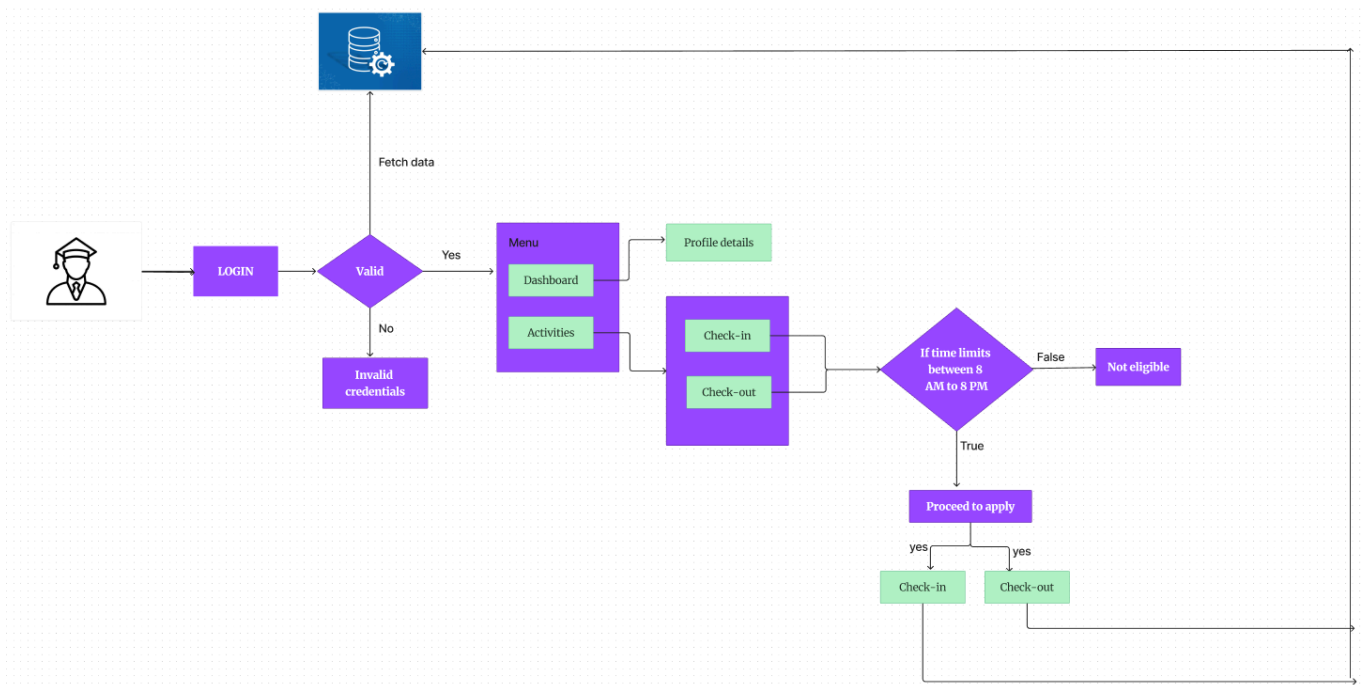 Fetch data
LOGIN
Valid
Yes
No
Invalid
credentials
Menu
Dashboard
Activities
Profile details
Check-in
Check-out
If time limits
between 8
AM to 8 PM
False
Not eligible
True
Proceed to apply
yes
yes
Check-in
Check-out